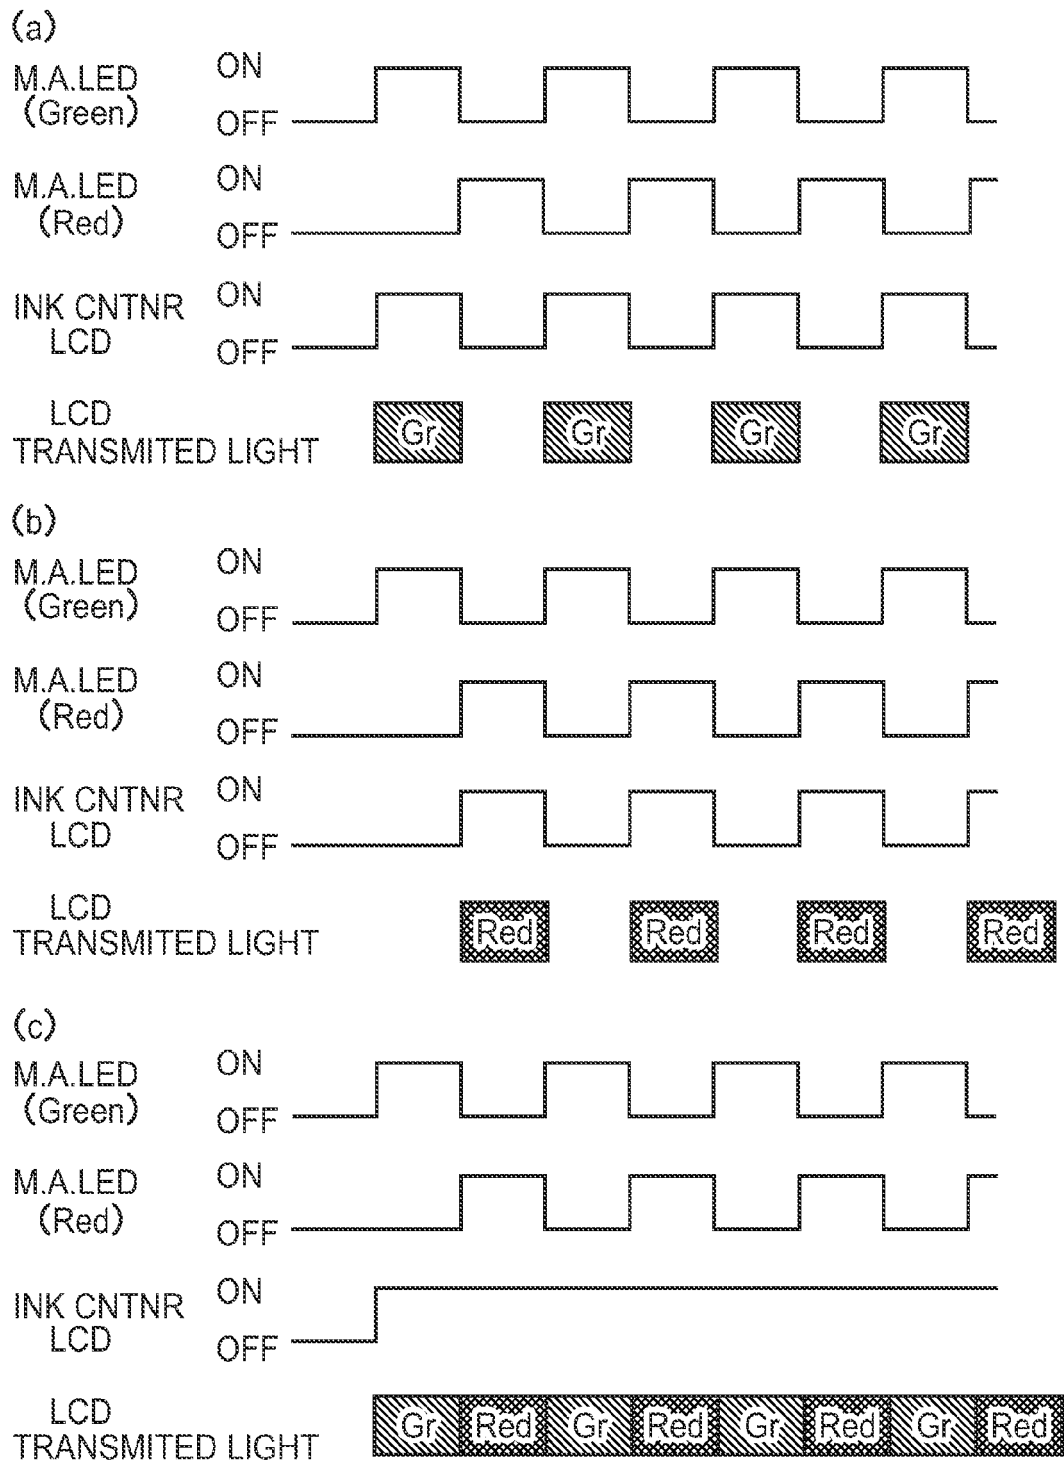 (a)
M.A.LED
(Green)
ON
OFF
M.A.LED
(Red)
ON
OFF
INK CNTNR
LCD
ON
OFF
LCD
TRANSMITED LIGHT
Gr Gr Gr Gr
(b)
M.A.LED
(Green)
ON
OFF
M.A.LED
(Red)
ON
OFF
INK CNTNR
LCD
ON
OFF
LCD
TRANSMITED LIGHT
Red Red Red Red
(c)
M.A.LED
(Green)
ON
OFF
M.A.LED
(Red)
ON
OFF
INK CNTNR
LCD
ON
OFF
LCD
TRANSMITED LIGHT
Gr Red Gr Red Gr Red Gr Red